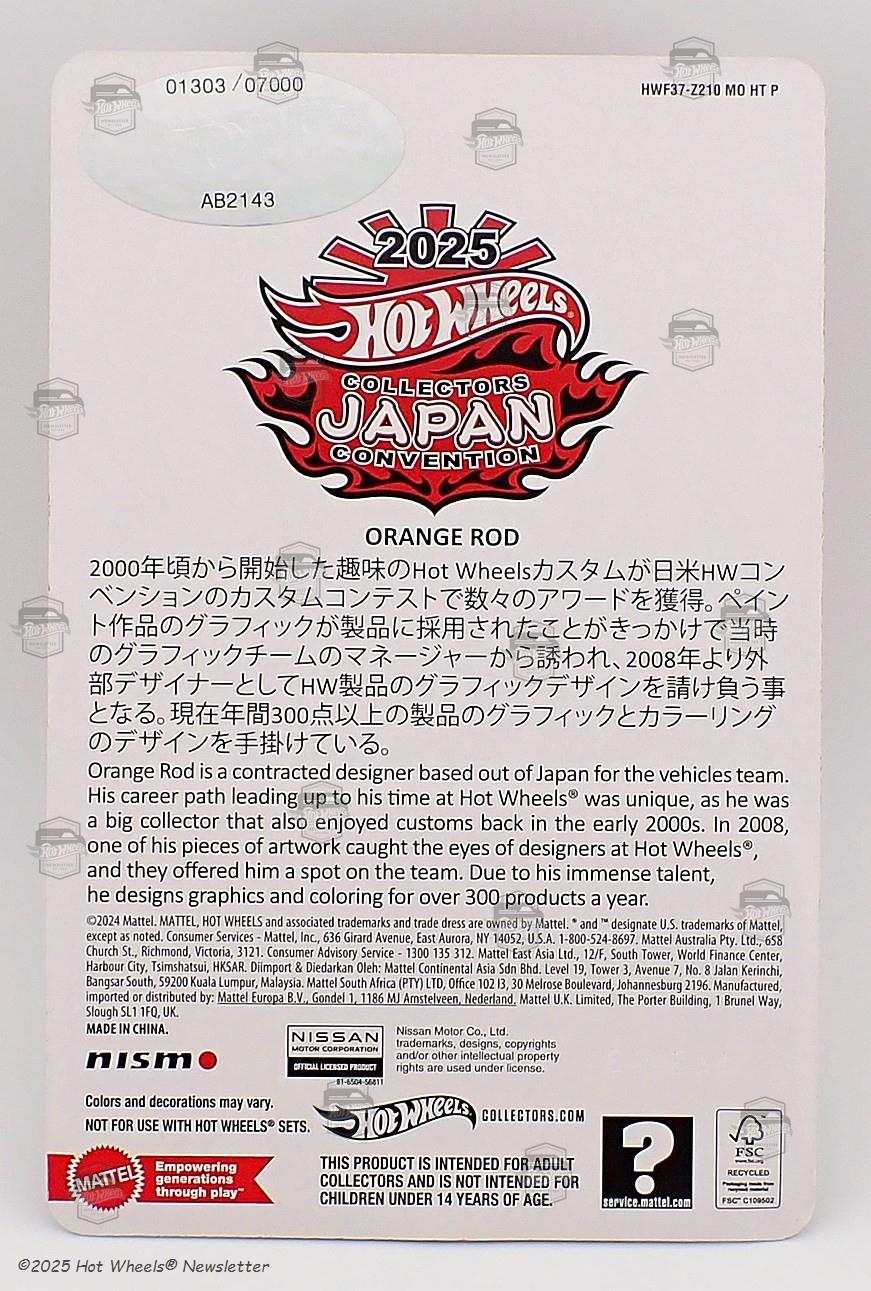 01303 / 07000
HWF37-Z210 MO HT P
AB2143
2025
Hot Wheels®
COLLECTORS
JAPAN
CONVENTION
ORANGE ROD
2000年頃から開始した趣味のHot Wheelsカスタムが日米HWコン
ベンションのカスタムコンテストで数々のアワードを獲得。ペイン
ト作品のグラフィックが製品に採用されたことがきっかけで当時
のグラフィックチームのマネージャーから誘われ、2008年より外
部デザイナーとしてHW製品のグラフィックデザインを請け負う事
となる。現在年間300点以上の製品のグラフィックとカラーリング
のデザインを手掛けている。
Orange Rod is a contracted designer based out of Japan for the vehicles team.
His career path leading up to his time at Hot Wheels® was unique, as he was
a big collector that also enjoyed customs back in the early 2000s. In 2008,
one of his pieces of artwork caught the eyes of designers at Hot Wheels®,
and they offered him a spot on the team. Due to his immense talent,
he designs graphics and coloring for over 300 products a year.
©2024 Mattel. MATTEL, HOT WHEELS and associated trademarks and trade dress are owned by Mattel. ® and ™ designate U.S. trademarks of Mattel,
except as noted. Consumer Services - Mattel, Inc., 636 Girard Avenue, East Aurora, NY 14052, U.S.A. 1-800-524-8697. Mattel Australia Pty. Ltd., 658
Church St., Richmond, Victoria, 3121. Consumer Advisory Service - 1300 135 312. Mattel East Asia Ltd., 12/F, South Tower, World Finance Center,
Harbour City, Tsimshatsui, HKSAR. Diimport & Diedarkan Oleh: Mattel Continental Asia Sdn Bhd. Level 19, Tower 3, Avenue 7, No. 8 Jalan Kerinchi,
Bangsar South, 59200 Kuala Lumpur, Malaysia. Mattel South Africa (PTY) LTD, Office 102 I3, 30 Melrose Boulevard, Johannesburg 2196. Manufactured,
imported or distributed by: Mattel Europa B.V., Gondel 1, 1186 MJ Amstelveen, Nederland. Mattel U.K. Limited, The Porter Building, 1 Brunel Way,
Slough SL1 1FQ, UK.
MADE IN CHINA.
nismo
NISSAN
MOTOR CORPORATION
OFFICIAL LICENSED PRODUCT
01-6504-56811
Nissan Motor Co., Ltd.
trademarks, designs, copyrights
and/or other intellectual property
rights are used under license.
Colors and decorations may vary.
NOT FOR USE WITH HOT WHEELS® SETS.
Hot Wheels COLLECTORS.COM
MATTEL
Empowering
generations
through play™
THIS PRODUCT IS INTENDED FOR ADULT
COLLECTORS AND IS NOT INTENDED FOR
CHILDREN UNDER 14 YEARS OF AGE.
?
service.mattel.com
FSC
www.fsc.org
RECYCLED
Packaging made from
recycled material
FSC™ C109502
©2025 Hot Wheels® Newsletter